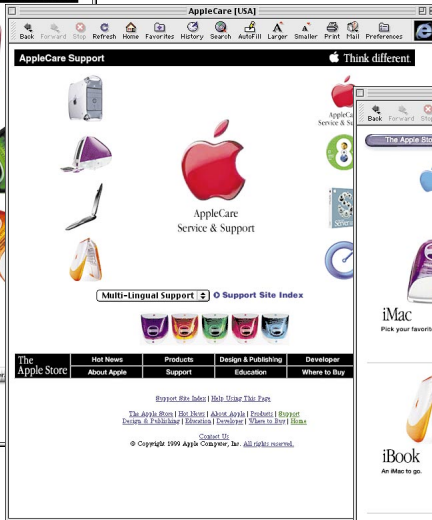 AppleCare [USA]
Back Forward Stop Refresh Home Favorites History Search AutoFill Larger Smaller Print Mail Preferences
AppleCare Support
Think different.
AppleCare
Service & Support
Multi-Lingual Support
Support Site Index
The Apple Store
Hot News Products Design & Publishing Developer
About Apple Support Education Where to Buy
Support Site Index | Help Using This Page
The Apple Store | Hot News | About Apple | Products | Support
Design & Publishing | Education | Developer | Where to Buy | Home
Contact Us
© Copyright 1999 Apple Computer, Inc. All rights reserved.
Back Forward Stop
The Apple Sto
iMac
Pick your favorit
iBook
An iMac to go.